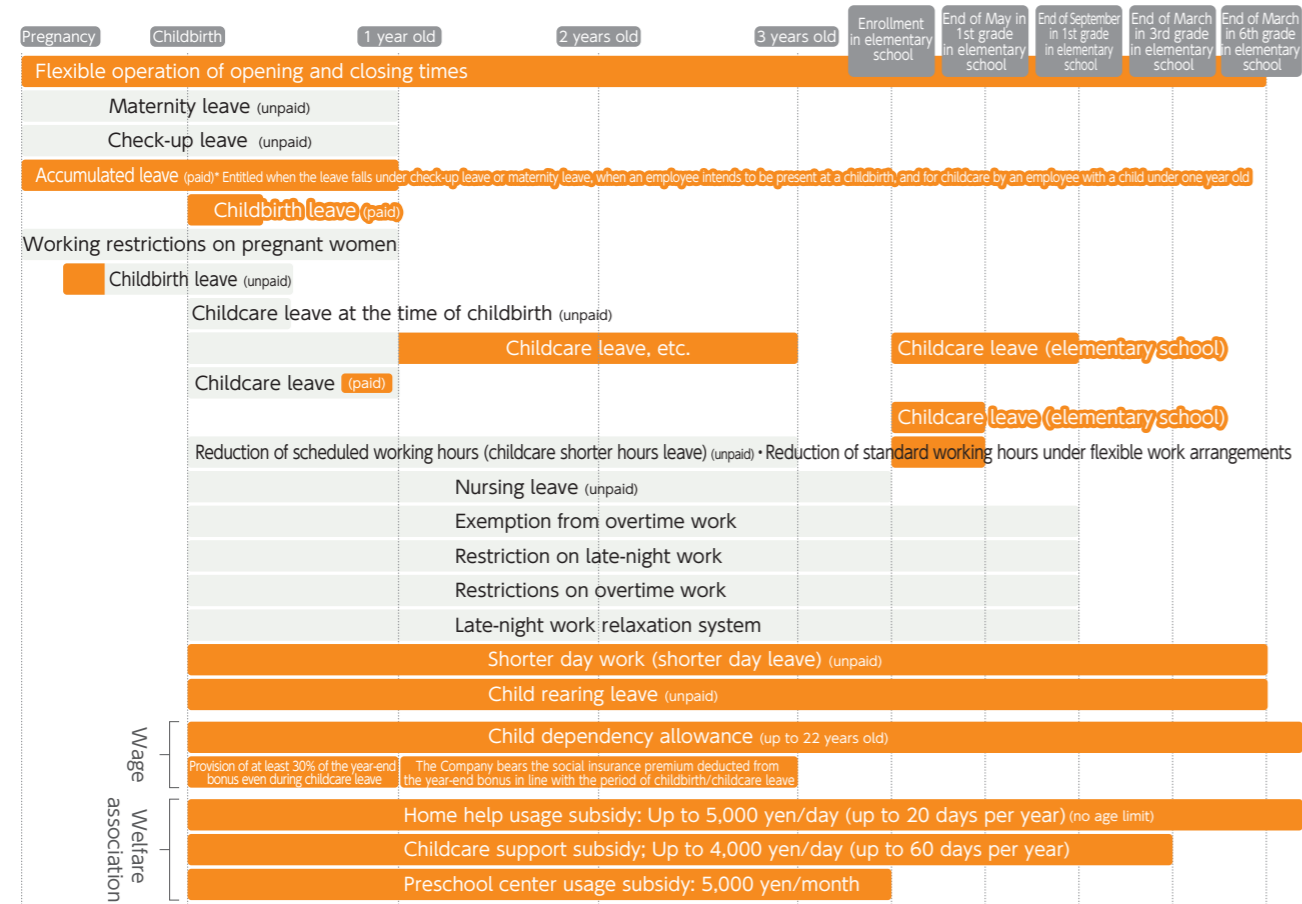 Pregnancy
Childbirth
1 year old
2 years old
3 years old
Enrollment
in elementary
school
End of May in
1st grade
in elementary
school
End of September
in 1st grade
in elementary
school
End of March
in 3rd grade
in elementary
school
End of March
in 6th grade
in elementary
school
Flexible operation of opening and closing times
Maternity leave (unpaid)
Check-up leave (unpaid)
Accumulated leave (paid)* Entitled when the leave falls under check-up leave or maternity leave, when an employee intends to be present at a childbirth, and for childcare by an employee with a child under one year old
Childbirth leave (paid)
Working restrictions on pregnant women
Childbirth leave (unpaid)
Childcare leave at the time of childbirth (unpaid)
Childcare leave, etc.
Childcare leave (elementary school)
Childcare leave (paid)
Childcare leave (elementary school)
Reduction of scheduled working hours (childcare shorter hours leave) (unpaid)・Reduction of standard working hours under flexible work arrangements
Nursing leave (unpaid)
Exemption from overtime work
Restriction on late-night work
Restrictions on overtime work
Late-night work relaxation system
Shorter day work (shorter day leave) (unpaid)
Child rearing leave (unpaid)
Wage
Child dependency allowance (up to 22 years old)
Provision of at least 30% of the year-end
bonus even during childcare leave
The Company bears the social insurance premium deducted from
the year-end bonus in line with the period of childbirth/childcare leave
Welfare
association
Home help usage subsidy: Up to 5,000 yen/day (up to 20 days per year) (no age limit)
Childcare support subsidy; Up to 4,000 yen/day (up to 60 days per year)
Preschool center usage subsidy: 5,000 yen/month